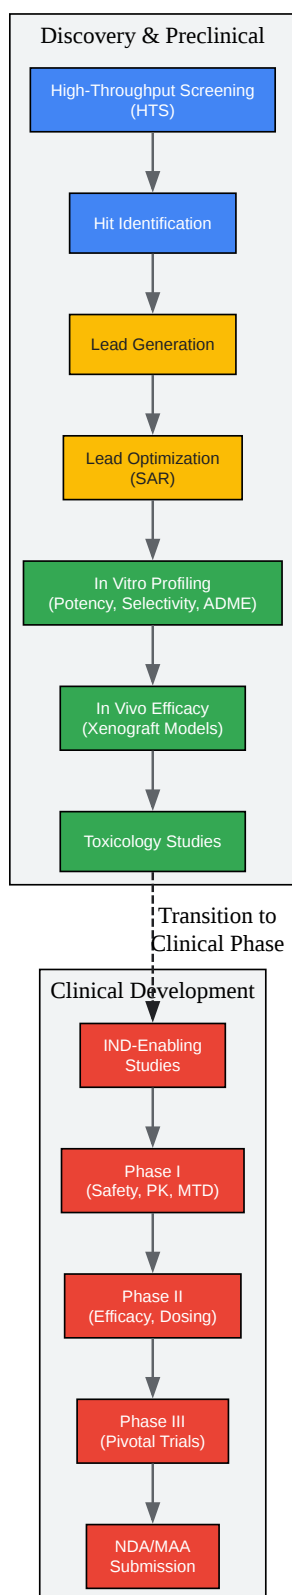 Discovery & Preclinical
High-Throughput Screening
(HTS)
Hit Identification
Lead Generation
Lead Optimization
(SAR)
In Vitro Profiling
(Potency, Selectivity, ADME)
In Vivo Efficacy
(Xenograft Models)
Toxicology Studies
Transition to
Clinical Phase
Clinical Development
IND-Enabling
Studies
Phase I
(Safety, PK, MTD)
Phase II
(Efficacy, Dosing)
Phase III
(Pivotal Trials)
NDA/MAA
Submission